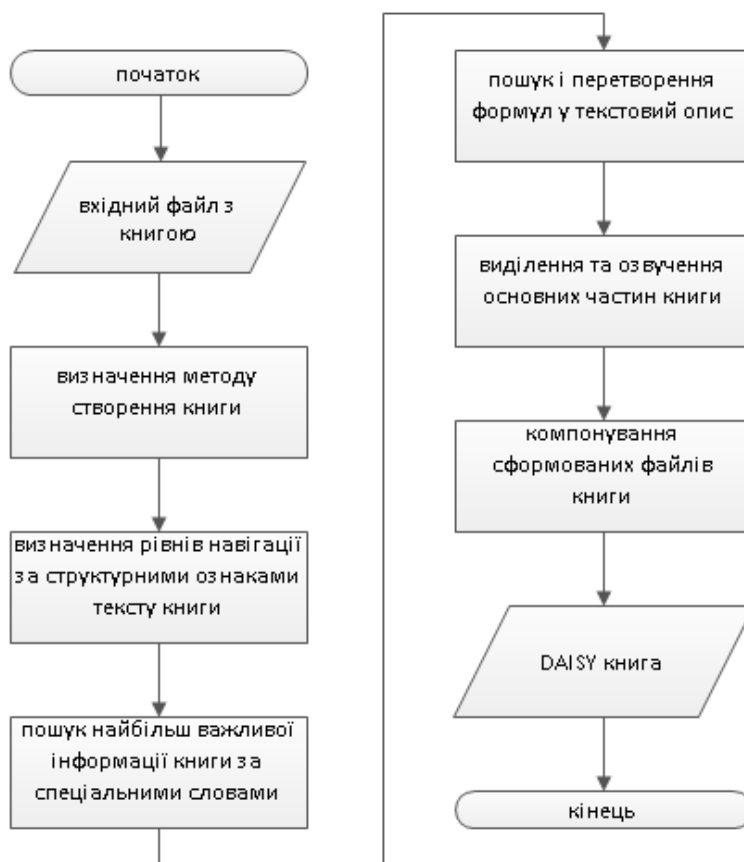 початок
вхідний файл з
книгою
визначення методу
створення книги
визначення рівнів навігації
за структурними ознаками
тексту книги
пошук найбільш важливої
інформації книги за
спеціальними словами
пошук і перетворення
формул у текстовий опис
виділення та озвучення
основних частин книги
компонування
сформованих файлів
книги
DAISY книга
кінець